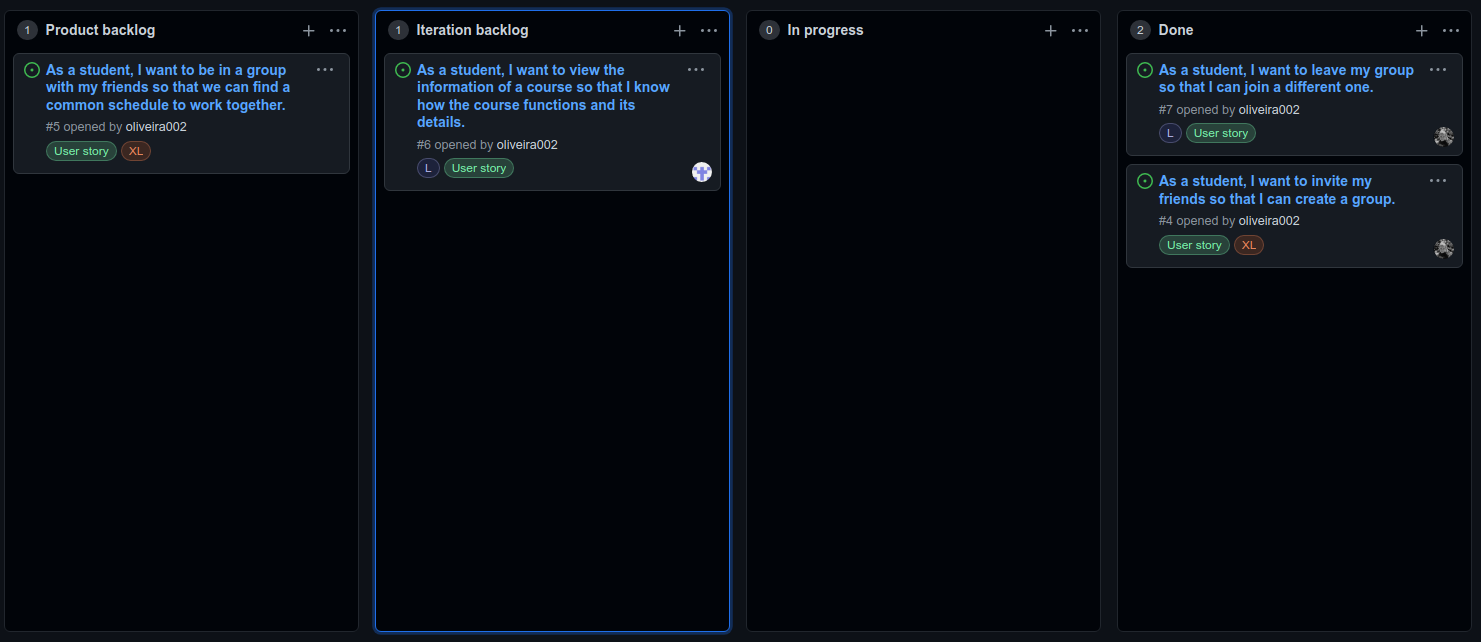 1 Product backlog
As a student, I want to be in a group
with my friends so that we can find a
common schedule to work together.
#5 opened by oliveira002
User story XL
1 Iteration backlog
As a student, I want to view the
information of a course so that I know
how the course functions and its
details.
#6 opened by oliveira002
L User story
0 In progress
2 Done
As a student, I want to leave my group
so that I can join a different one.
#7 opened by oliveira002
L User story
As a student, I want to invite my
friends so that I can create a group.
#4 opened by oliveira002
User story XL